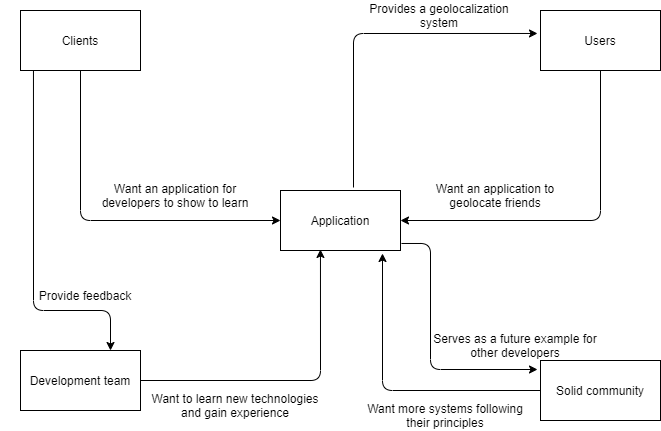 Provides a geolocalization
system
Clients
Users
Want an application for
developers to show to learn
Want an application to
geolocate friends
Application
Provide feedback
Serves as a future example for
other developers
Development team
Solid community
Want to learn new technologies
and gain experience
Want more systems following
their principles